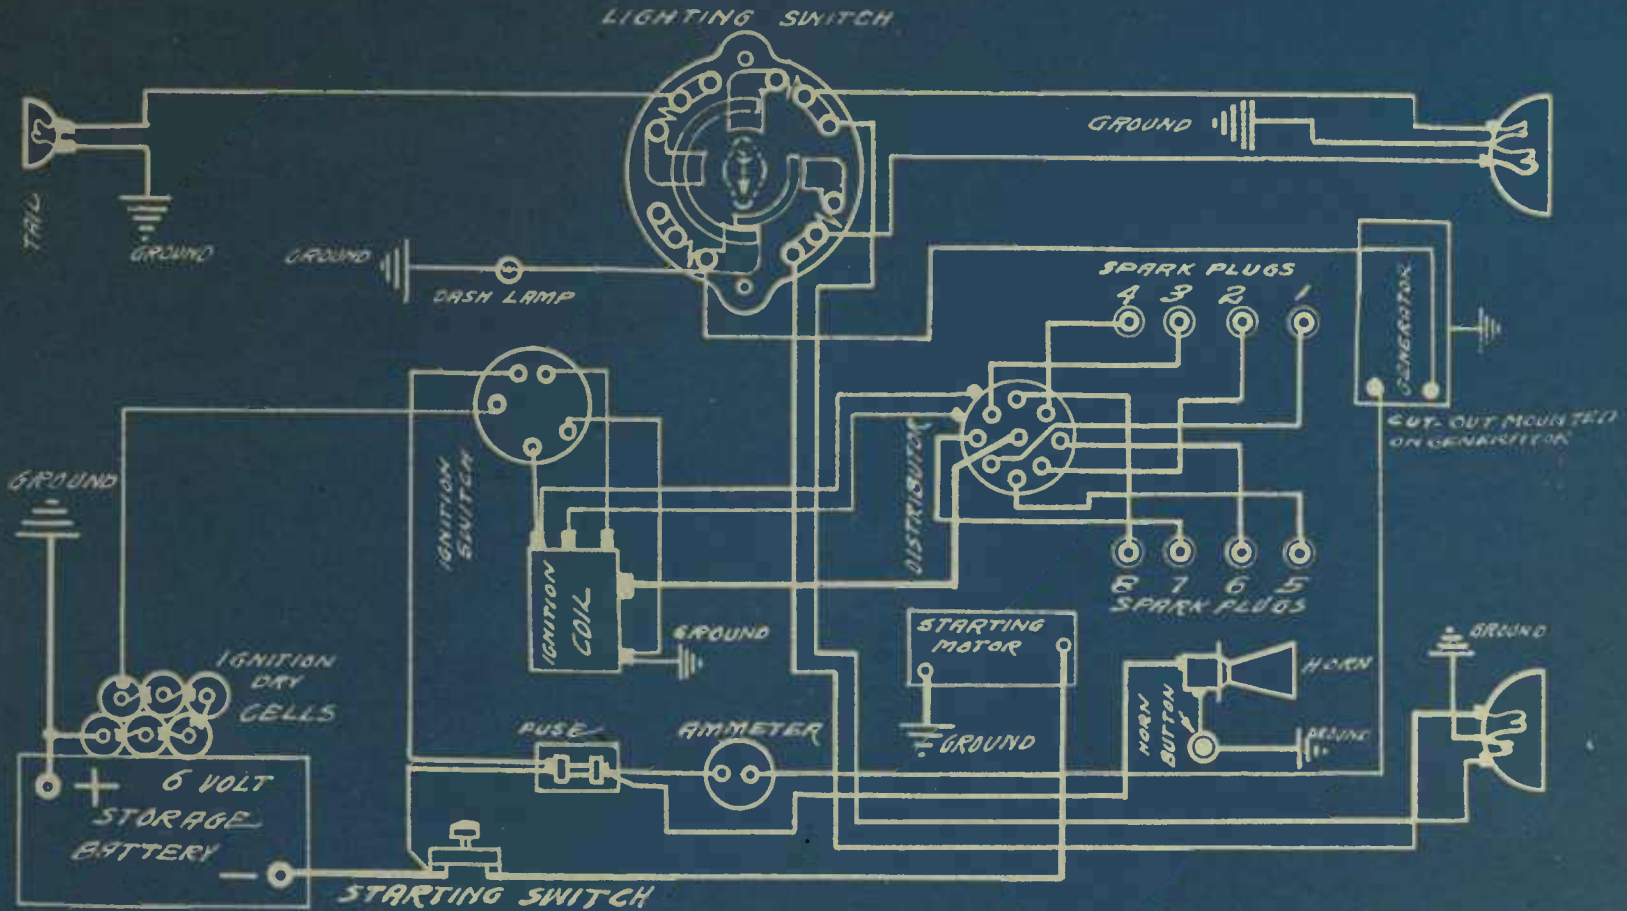 LIGHTING SWITCH
GROUND
TAIL
GROUND
GROUND
DASH LAMP
SPARK PLUGS
4 3 2 1
GENERATOR
CUT-OUT MOUNTED
ON GENERATOR
IGNITION
SWITCH
DISTRIBUTOR
GROUND
IGNITION
COIL
8 7 6 5
SPARK PLUGS
STARTING
MOTOR
GROUND
GROUND
HORN
IGNITION
DRY
CELLS
HORN
BUTTON
FUSE
AMMETER
GROUND
GROUND
+ 6 VOLT
STORAGE
BATTERY
-
STARTING SWITCH